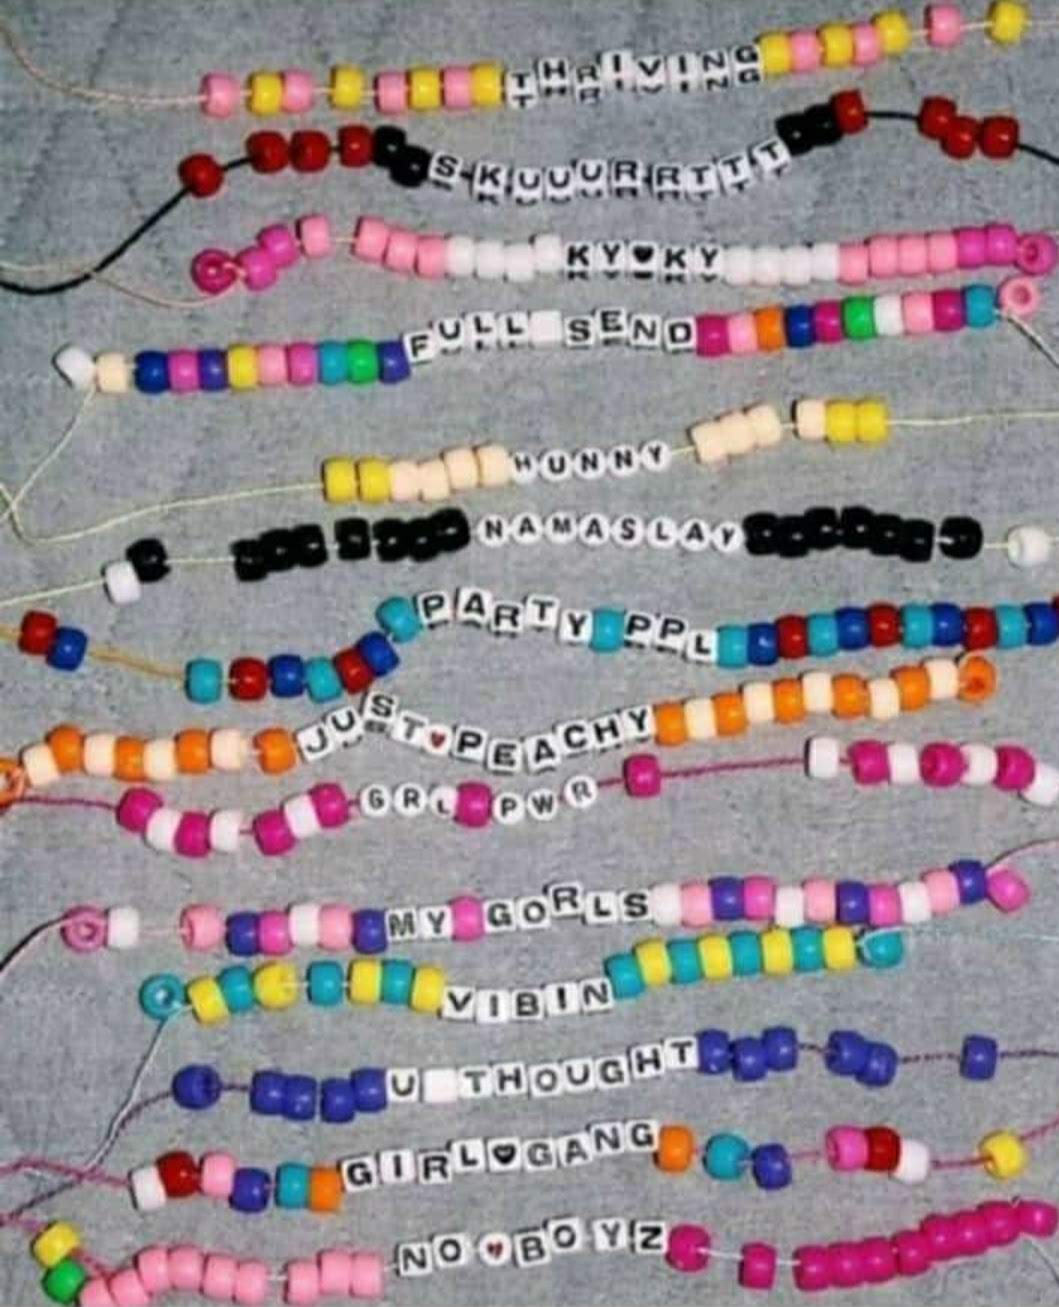 THRIVING
SKUUURRTTT
KY♥KY
FULL SEND
HUNNY
NAMASLAY
PARTY PPL
JUST♥PEACHY
GRL PWR
MY GORLS
VIBIN
U THOUGHT
GIRL♥GANG
NO♥BOYZ